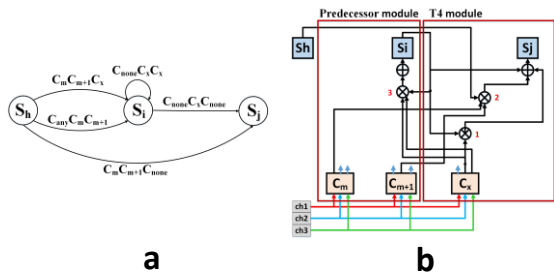 CmCm+1Cx
CnoneCxCx
CanyCmCm+1
CnoneCxCnone
Sh
Si
Sj
CmCm+1Cnone
a
Predecessor module
T4 module
Sh
Si
Sj
3
2
1
Cm
Cm+1
Cx
ch1
ch2
ch3
b